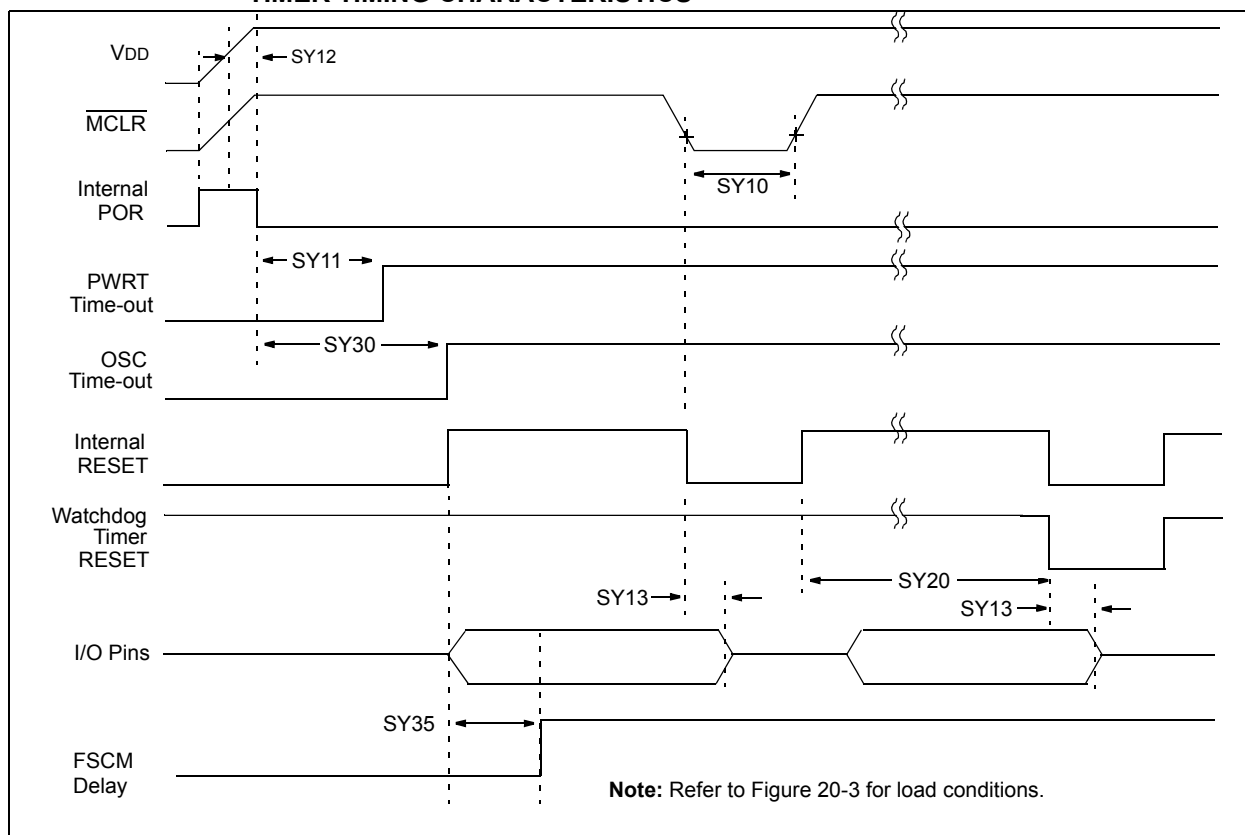 TIMER TIMING CHARACTERISTICS
VDD
SY12
MCLR
SY10
Internal
POR
SY11
PWRT
Time-out
SY30
OSC
Time-out
Internal
RESET
Watchdog
Timer
RESET
SY20
SY13
SY13
I/O Pins
SY35
FSCM
Delay
Note: Refer to Figure 20-3 for load conditions.